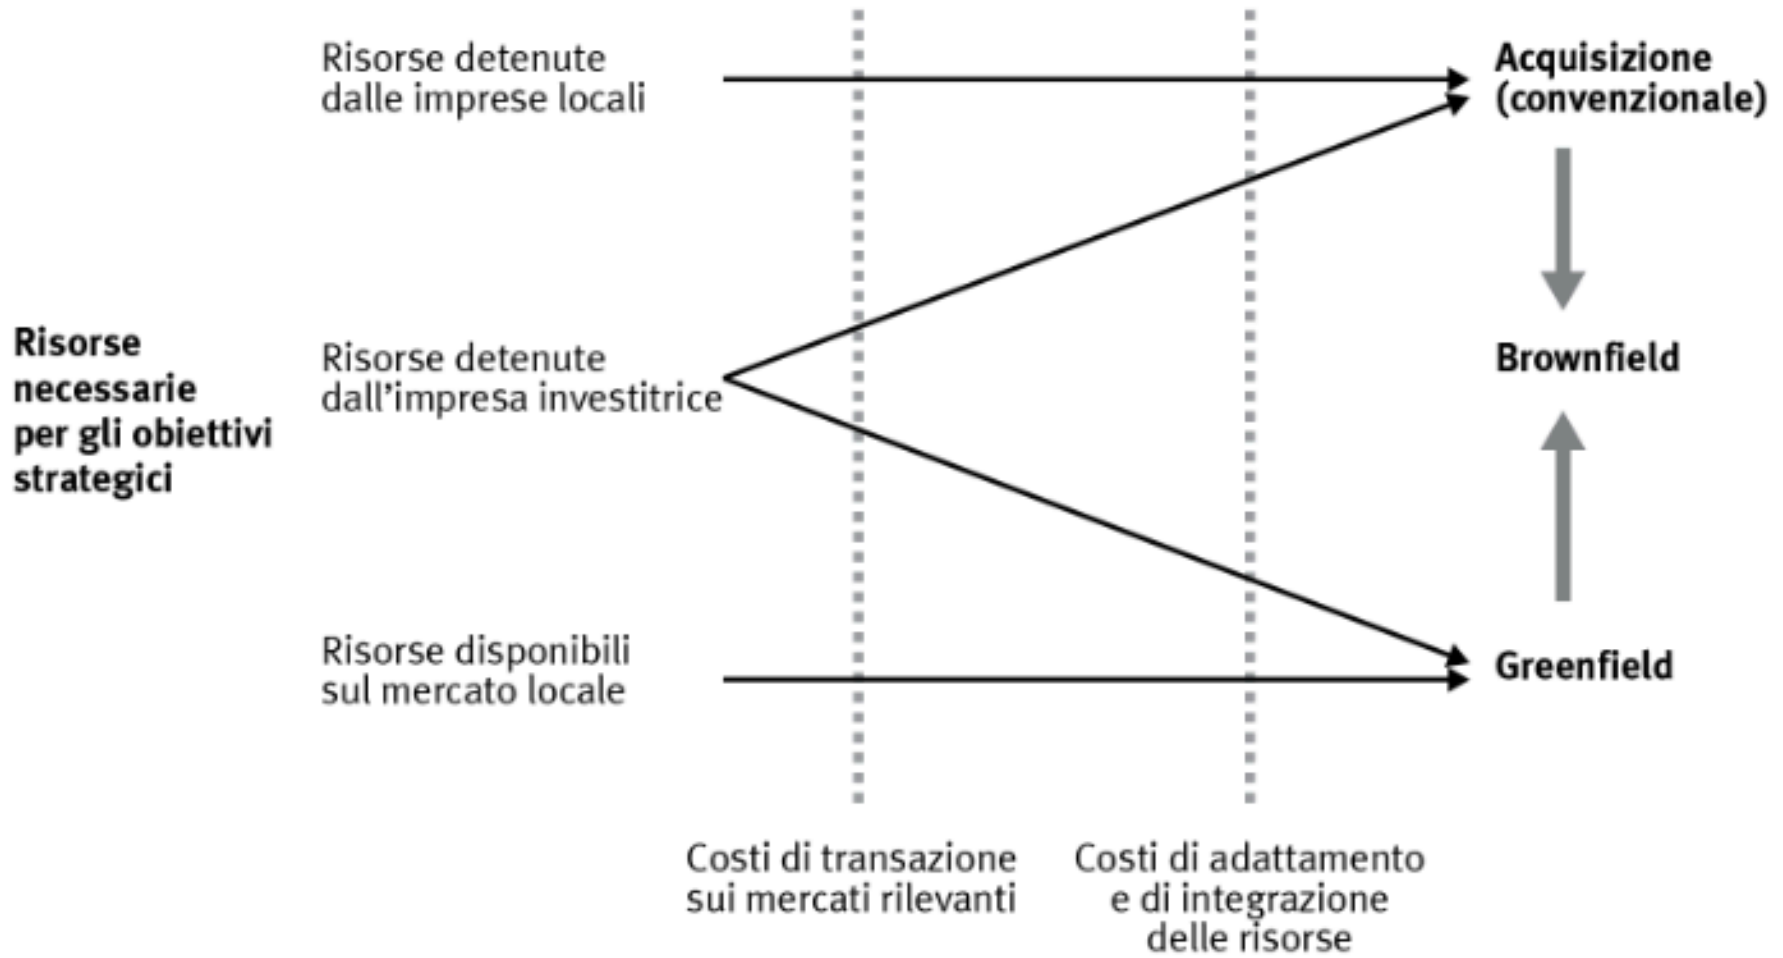 Risorse detenute
dalle imprese locali
Acquisizione
(convenzionale)
Risorse
necessarie
per gli obiettivi
strategici
Risorse detenute
dall'impresa investitrice
Brownfield
Risorse disponibili
sul mercato locale
Greenfield
Costi di transazione
sui mercati rilevanti
Costi di adattamento
e di integrazione
delle risorse